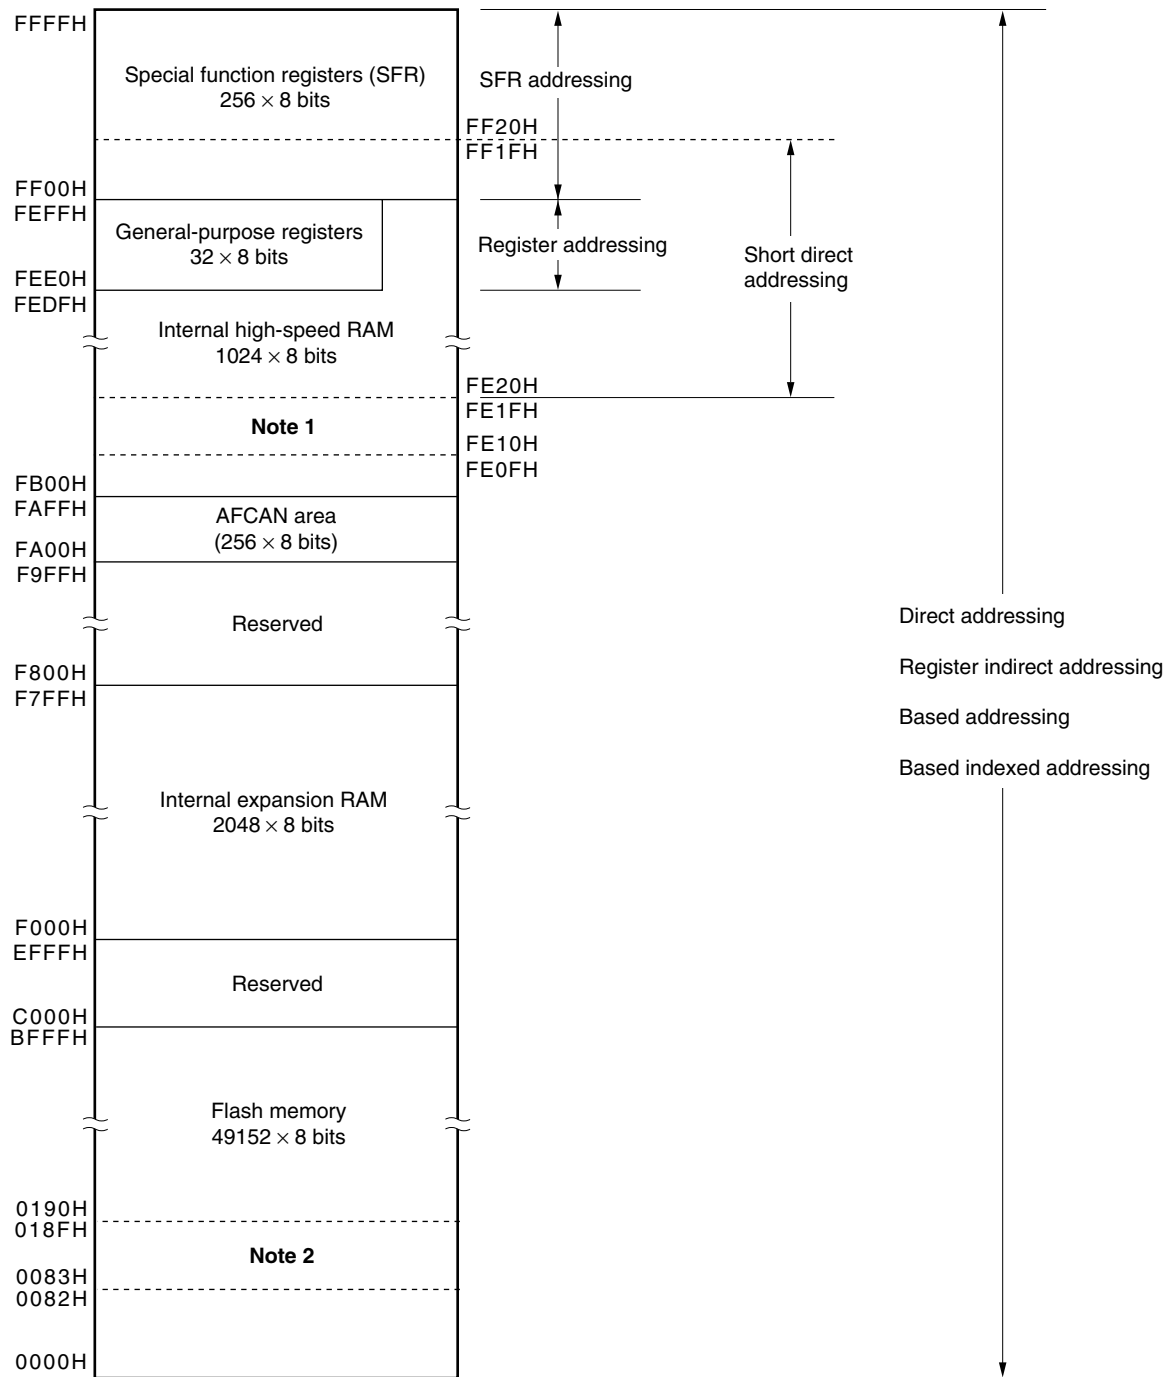 FFFFH
Special function registers (SFR)
256 × 8 bits
SFR addressing
FF20H
FF1FH
FF00H
FEFFH
General-purpose registers
32 × 8 bits
Register addressing
Short direct
addressing
FEE0H
FEDFH
Internal high-speed RAM
1024 × 8 bits
FE20H
FE1FH
Note 1
FE10H
FE0FH
FB00H
FAFFH
AFCAN area
(256 × 8 bits)
FA00H
F9FFH
Reserved
Direct addressing
Register indirect addressing
Based addressing
Based indexed addressing
F800H
F7FFH
Internal expansion RAM
2048 × 8 bits
F000H
EFFFH
Reserved
C000H
BFFFH
Flash memory
49152 × 8 bits
0190H
018FH
Note 2
0083H
0082H
0000H